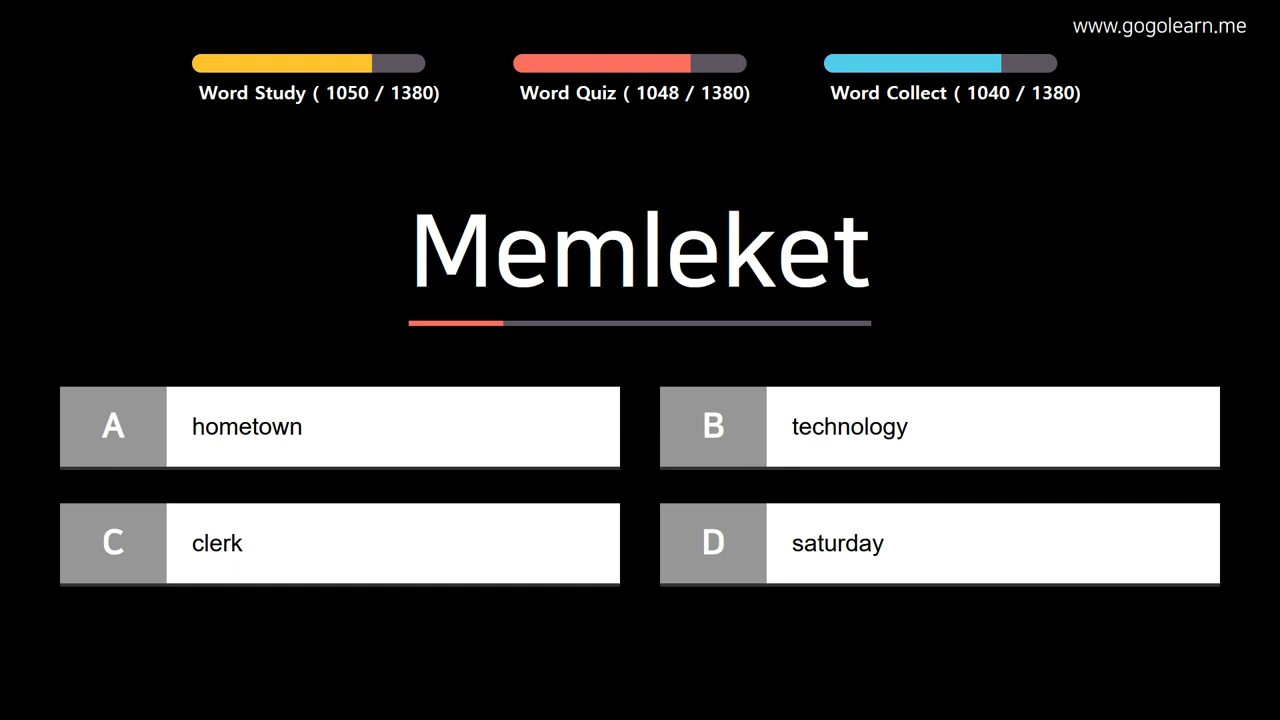 www.gogolearn.me
Word Study ( 1050 / 1380)
Word Quiz ( 1048 / 1380)
Word Collect ( 1040 / 1380)
Memleket
A hometown
B technology
C clerk
D saturday